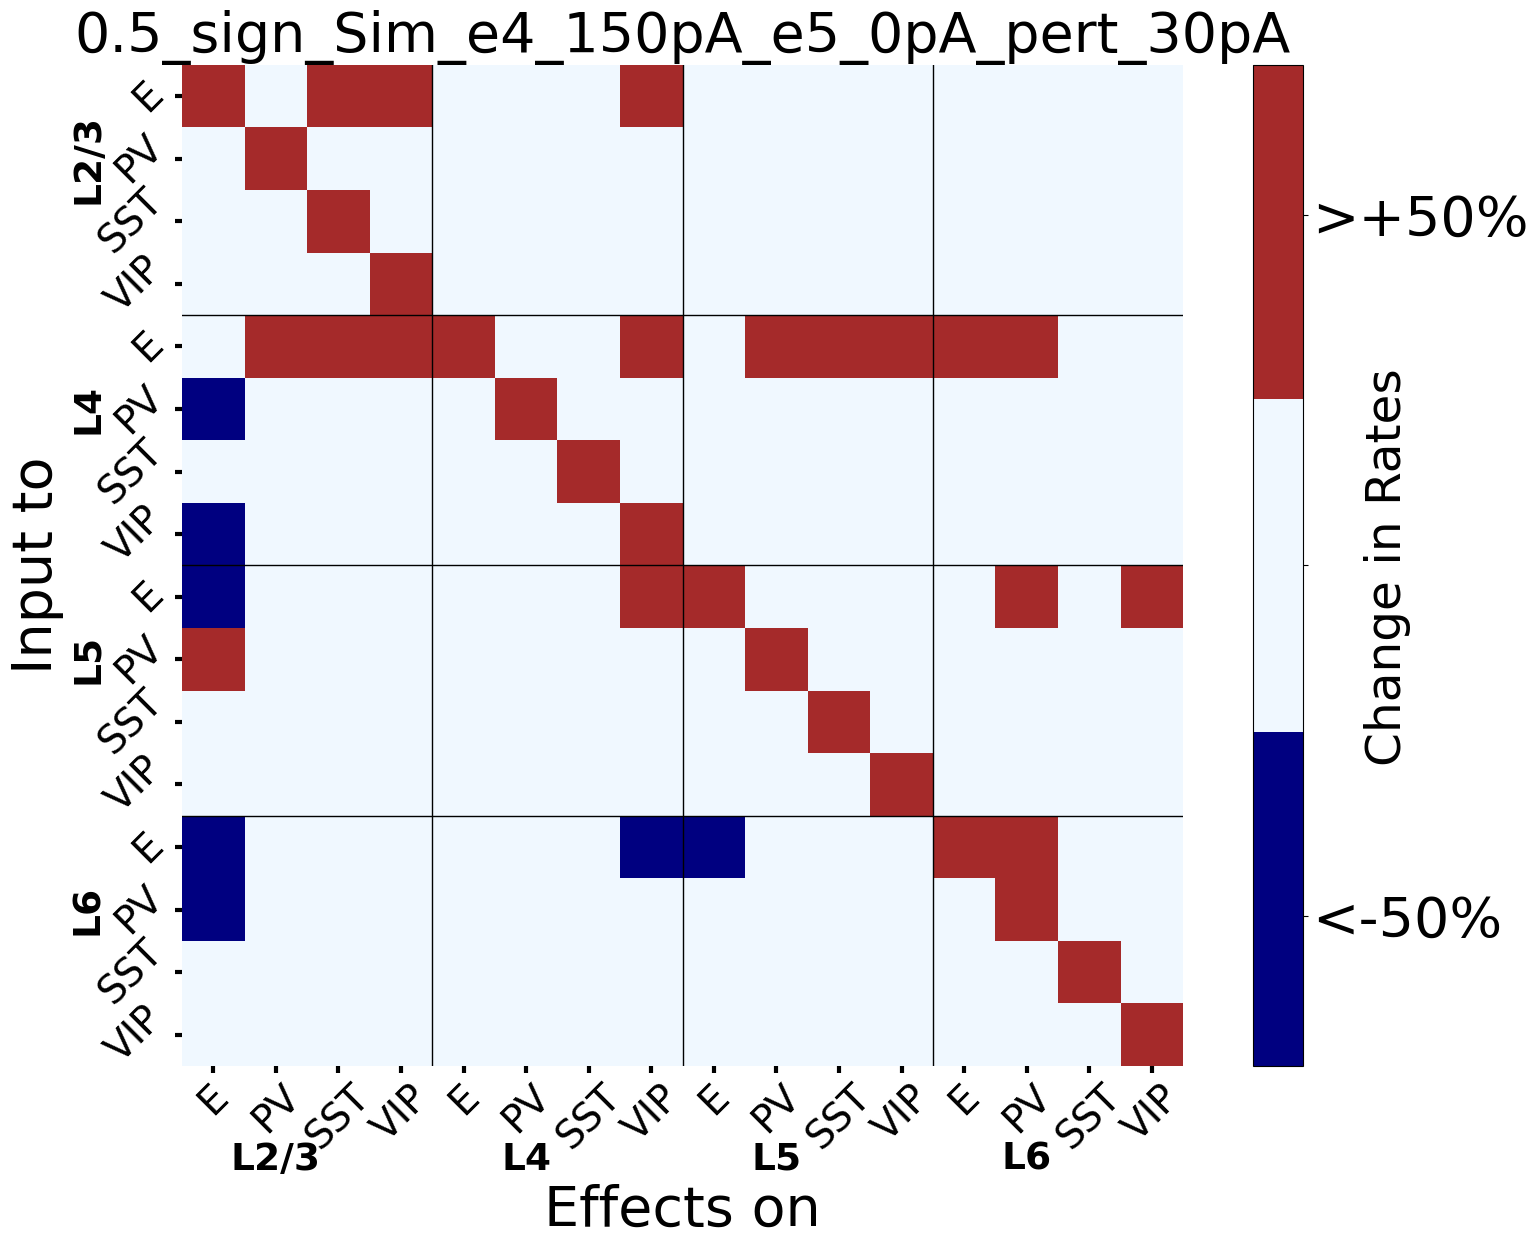 0.5_sign_Sim_e4_150pA_e5_0pA_pert_30pA
Input to
L2/3
E
PV
SST
VIP
L4
E
PV
SST
VIP
L5
E
PV
SST
VIP
L6
E
PV
SST
VIP
E
PV
SST
VIP
E
PV
SST
VIP
E
PV
SST
VIP
E
PV
SST
VIP
L2/3
L4
L5
L6
Effects on
>+50%
<-50%
Change in Rates